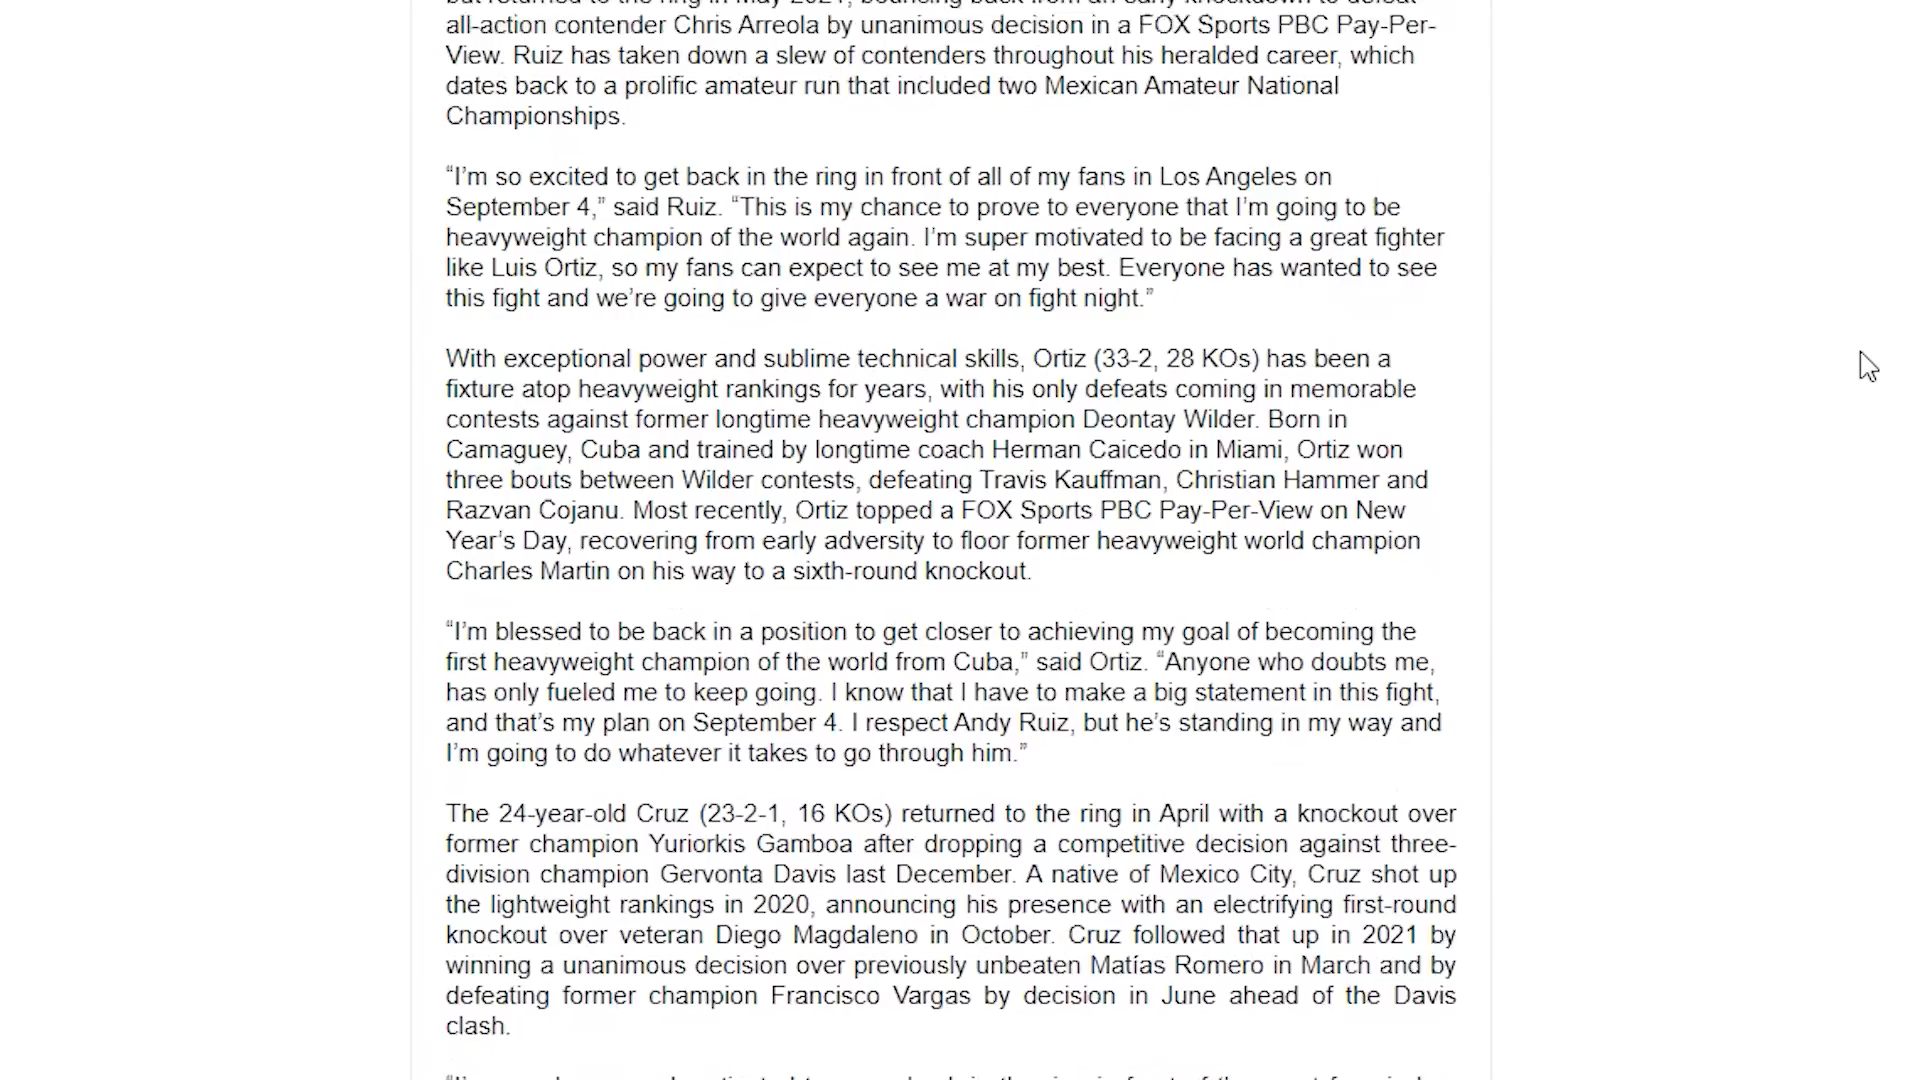 but returned to the ring in May 2021, bouncing back from an early knockdown to defeat
all-action contender Chris Arreola by unanimous decision in a FOX Sports PBC Pay-Per-
View. Ruiz has taken down a slew of contenders throughout his heralded career, which
dates back to a prolific amateur run that included two Mexican Amateur National
Championships.
“I’m so excited to get back in the ring in front of all of my fans in Los Angeles on
September 4,” said Ruiz. “This is my chance to prove to everyone that I’m going to be
heavyweight champion of the world again. I’m super motivated to be facing a great fighter
like Luis Ortiz, so my fans can expect to see me at my best. Everyone has wanted to see
this fight and we’re going to give everyone a war on fight night.”
With exceptional power and sublime technical skills, Ortiz (33-2, 28 KOs) has been a
fixture atop heavyweight rankings for years, with his only defeats coming in memorable
contests against former longtime heavyweight champion Deontay Wilder. Born in
Camaguey, Cuba and trained by longtime coach Herman Caicedo in Miami, Ortiz won
three bouts between Wilder contests, defeating Travis Kauffman, Christian Hammer and
Razvan Cojanu. Most recently, Ortiz topped a FOX Sports PBC Pay-Per-View on New
Year’s Day, recovering from early adversity to floor former heavyweight world champion
Charles Martin on his way to a sixth-round knockout.
“I’m blessed to be back in a position to get closer to achieving my goal of becoming the
first heavyweight champion of the world from Cuba,” said Ortiz. “Anyone who doubts me,
has only fueled me to keep going. I know that I have to make a big statement in this fight,
and that’s my plan on September 4. I respect Andy Ruiz, but he’s standing in my way and
I’m going to do whatever it takes to go through him.”
The 24-year-old Cruz (23-2-1, 16 KOs) returned to the ring in April with a knockout over
former champion Yuriorkis Gamboa after dropping a competitive decision against three-
division champion Gervonta Davis last December. A native of Mexico City, Cruz shot up
the lightweight rankings in 2020, announcing his presence with an electrifying first-round
knockout over veteran Diego Magdaleno in October. Cruz followed that up in 2021 by
winning a unanimous decision over previously unbeaten Matías Romero in March and by
defeating former champion Francisco Vargas by decision in June ahead of the Davis
clash.